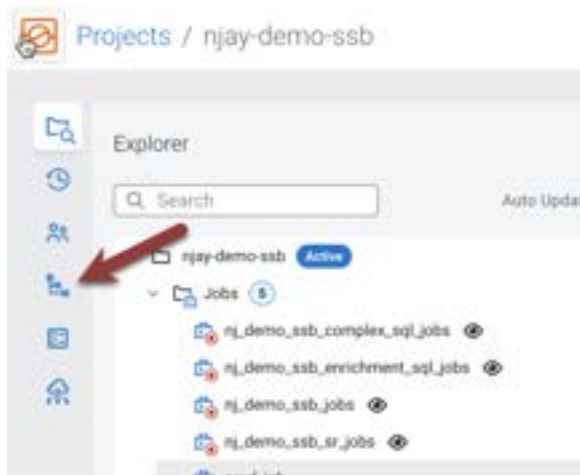 Projects / njay-demo-ssb
Explorer
Search
Auto Updat
njay-demo-ssb Active
Jobs 5
nj_demo_ssb_complex_sql_jobs
nj_demo_ssb_enrichment_sql_jobs
nj_demo_ssb_jobs
nj_demo_ssb_sr_jobs